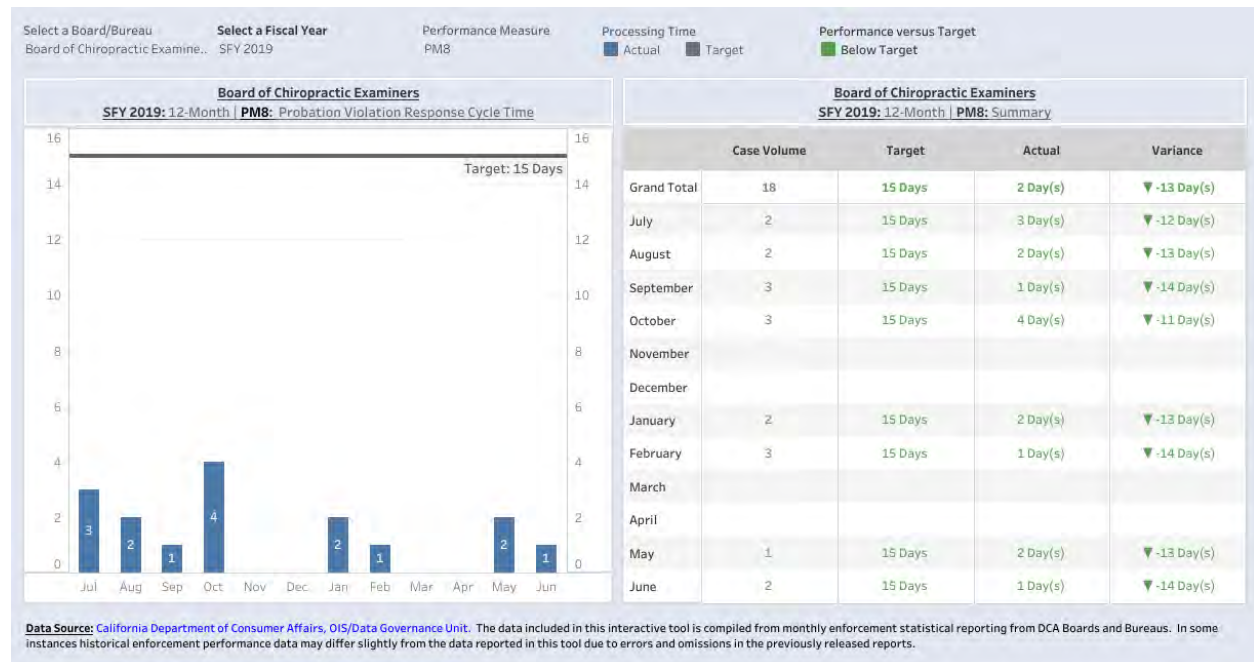 Select a Board/Bureau Select a Fiscal Year Performance Measure Processing Time Performance versus Target
Board of Chiropractic Examine.. SFY 2019 PM8 Actual Target Below Target
Board of Chiropractic Examiners
SFY 2019: 12-Month | PM8: Probation Violation Response Cycle Time
16 16
Target: 15 Days
14 14
12 12
10 10
8 8
6 6
4 4
2 2
0 0
3 2 1 4 2 1 2 1
Jul Aug Sep Oct Nov Dec Jan Feb Mar Apr May Jun
Board of Chiropractic Examiners
SFY 2019: 12-Month | PM8: Summary
Case Volume Target Actual Variance
Grand Total 18 15 Days 2 Day(s) ▼ -13 Day(s)
July 2 15 Days 3 Day(s) ▼ -12 Day(s)
August 2 15 Days 2 Day(s) ▼ -13 Day(s)
September 3 15 Days 1 Day(s) ▼ -14 Day(s)
October 3 15 Days 4 Day(s) ▼ -11 Day(s)
November
December
January 2 15 Days 2 Day(s) ▼ -13 Day(s)
February 3 15 Days 1 Day(s) ▼ -14 Day(s)
March
April
May 1 15 Days 2 Day(s) ▼ -13 Day(s)
June 2 15 Days 1 Day(s) ▼ -14 Day(s)
Data Source: California Department of Consumer Affairs, OIS/Data Governance Unit. The data included in this interactive tool is compiled from monthly enforcement statistical reporting from DCA Boards and Bureaus. In some
instances historical enforcement performance data may differ slightly from the data reported in this tool due to errors and omissions in the previously released reports.